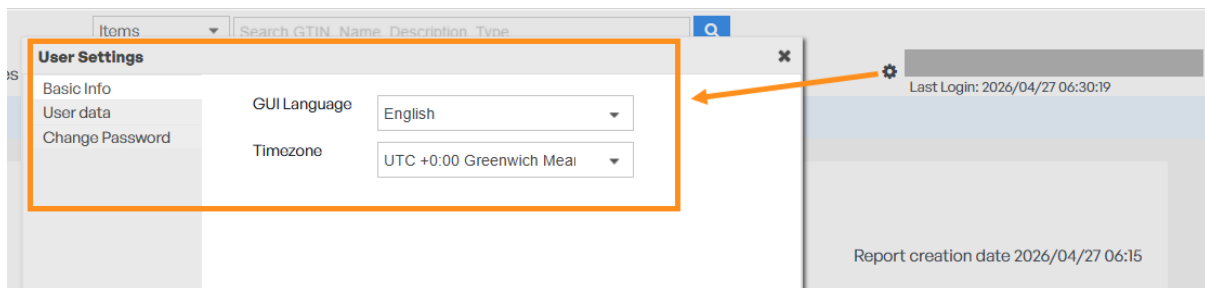 Items
Search GTIN, Name, Description, Type
User Settings
es
Last Login: 2026/04/27 06:30:19
Basic Info
User data
Change Password
GUI Language
English
Timezone
UTC +0:00 Greenwich Mea
Report creation date 2026/04/27 06:15